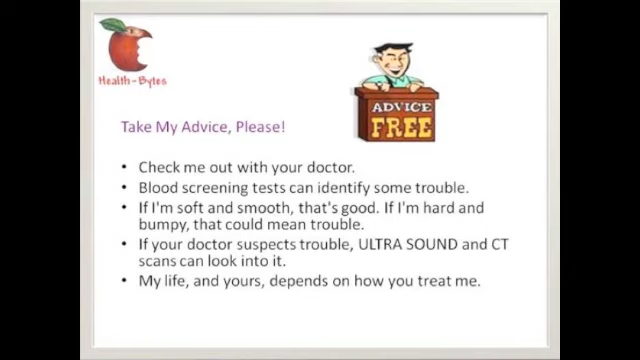 Health-Bytes
ADVICE
FREE
Take My Advice, Please!
• Check me out with your doctor.
• Blood screening tests can identify some trouble.
• If I'm soft and smooth, that's good. If I'm hard and
bumpy, that could mean trouble.
• If your doctor suspects trouble, ULTRA SOUND and CT
scans can look into it.
• My life, and yours, depends on how you treat me.